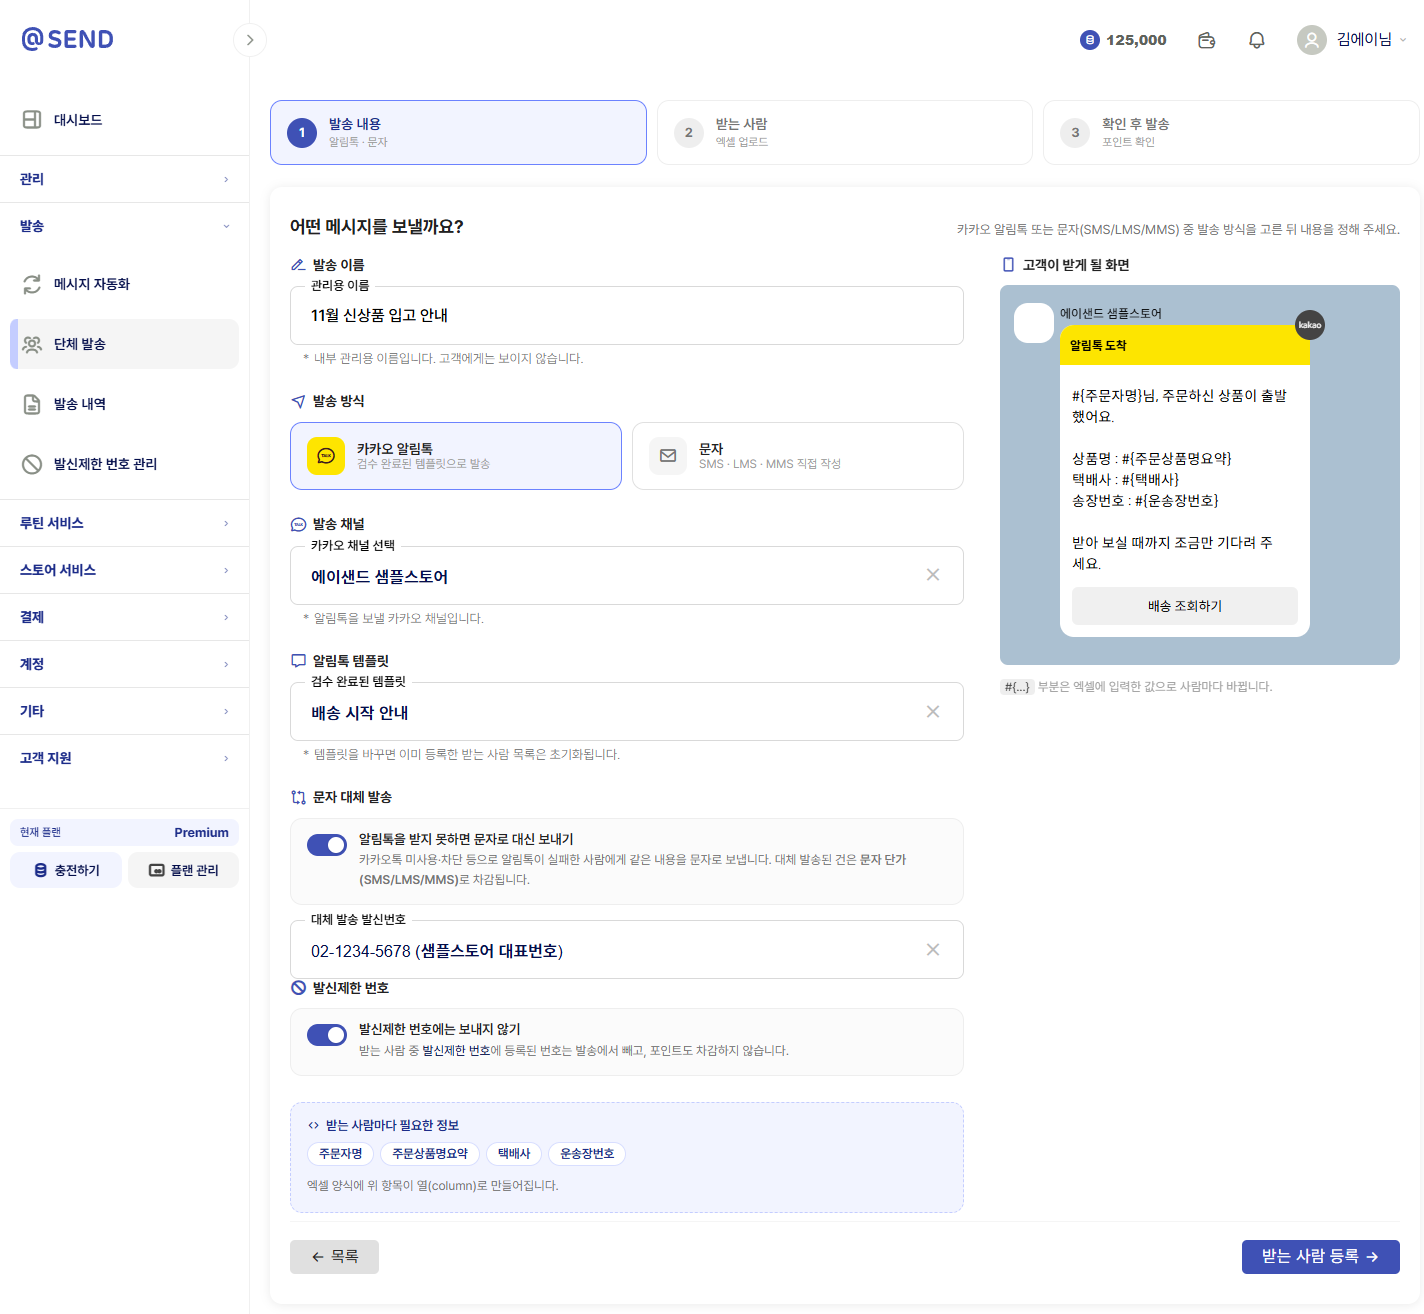 @SEND
125,000
김에이님
대시보드
관리
발송
메시지 자동화
단체 발송
발송 내역
발신제한 번호 관리
루틴 서비스
스토어 서비스
결제
계정
기타
고객 지원
현재 플랜 Premium
충전하기 플랜 관리
1 발송 내용
알림톡 · 문자
2 받는 사람
엑셀 업로드
3 확인 후 발송
포인트 확인
어떤 메시지를 보낼까요?
카카오 알림톡 또는 문자(SMS/LMS/MMS) 중 발송 방식을 고른 뒤 내용을 정해 주세요.
발송 이름
관리용 이름
11월 신상품 입고 안내
* 내부 관리용 이름입니다. 고객에게는 보이지 않습니다.
발송 방식
TALK
카카오 알림톡
검수 완료된 템플릿으로 발송
문자
SMS · LMS · MMS 직접 작성
발송 채널
카카오 채널 선택
에이샌드 샘플스토어
* 알림톡을 보낼 카카오 채널입니다.
알림톡 템플릿
검수 완료된 템플릿
배송 시작 안내
* 템플릿을 바꾸면 이미 등록한 받는 사람 목록은 초기화됩니다.
문자 대체 발송
알림톡을 받지 못하면 문자로 대신 보내기
카카오톡 미사용·차단 등으로 알림톡이 실패한 사람에게 같은 내용을 문자로 보냅니다. 대체 발송된 건은 문자 단가
(SMS/LMS/MMS)로 차감됩니다.
대체 발송 발신번호
02-1234-5678 (샘플스토어 대표번호)
발신제한 번호
발신제한 번호에는 보내지 않기
받는 사람 중 발신제한 번호에 등록된 번호는 발송에서 빼고, 포인트도 차감하지 않습니다.
받는 사람마다 필요한 정보
주문자명 주문상품명요약 택배사 운송장번호
엑셀 양식에 위 항목이 열(column)로 만들어집니다.
← 목록
받는 사람 등록 →
고객이 받게 될 화면
에이샌드 샘플스토어
kakao
알림톡 도착
#{주문자명}님, 주문하신 상품이 출발
했어요.
상품명 : #{주문상품명요약}
택배사 : #{택배사}
송장번호 : #{운송장번호}
받아 보실 때까지 조금만 기다려 주
세요.
배송 조회하기
#{...} 부분은 엑셀에 입력한 값으로 사람마다 바뀝니다.